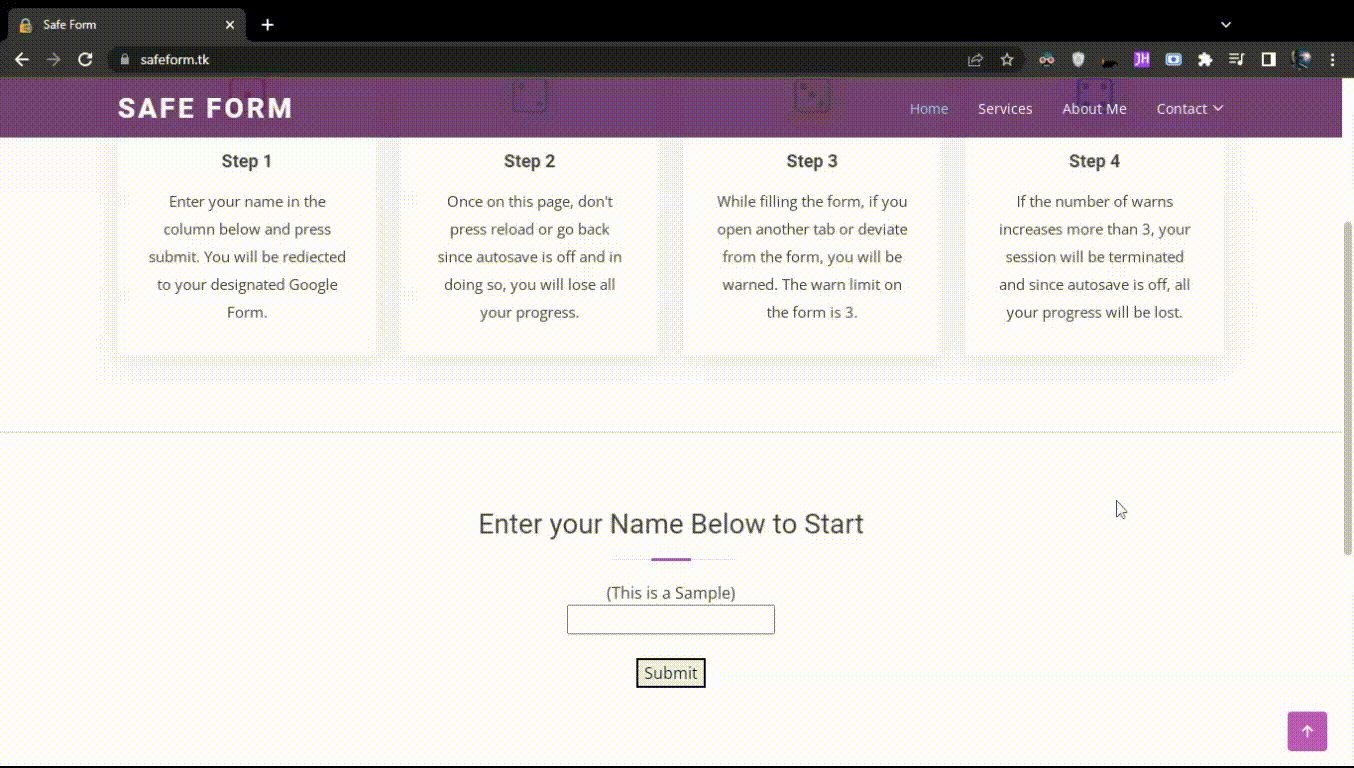 Safe Form
safeform.tk
SAFE FORM
Home Services About Me Contact
Step 1
Enter your name in the
column below and press
submit. You will be rediected
to your designated Google
Form.
Step 2
Once on this page, don't
press reload or go back
since autosave is off and in
doing so, you will lose all
your progress.
Step 3
While filling the form, if you
open another tab or deviate
from the form, you will be
warned. The warn limit on
the form is 3.
Step 4
If the number of warns
increases more than 3, your
session will be terminated
and since autosave is off, all
your progress will be lost.
Enter your Name Below to Start
(This is a Sample)
Submit